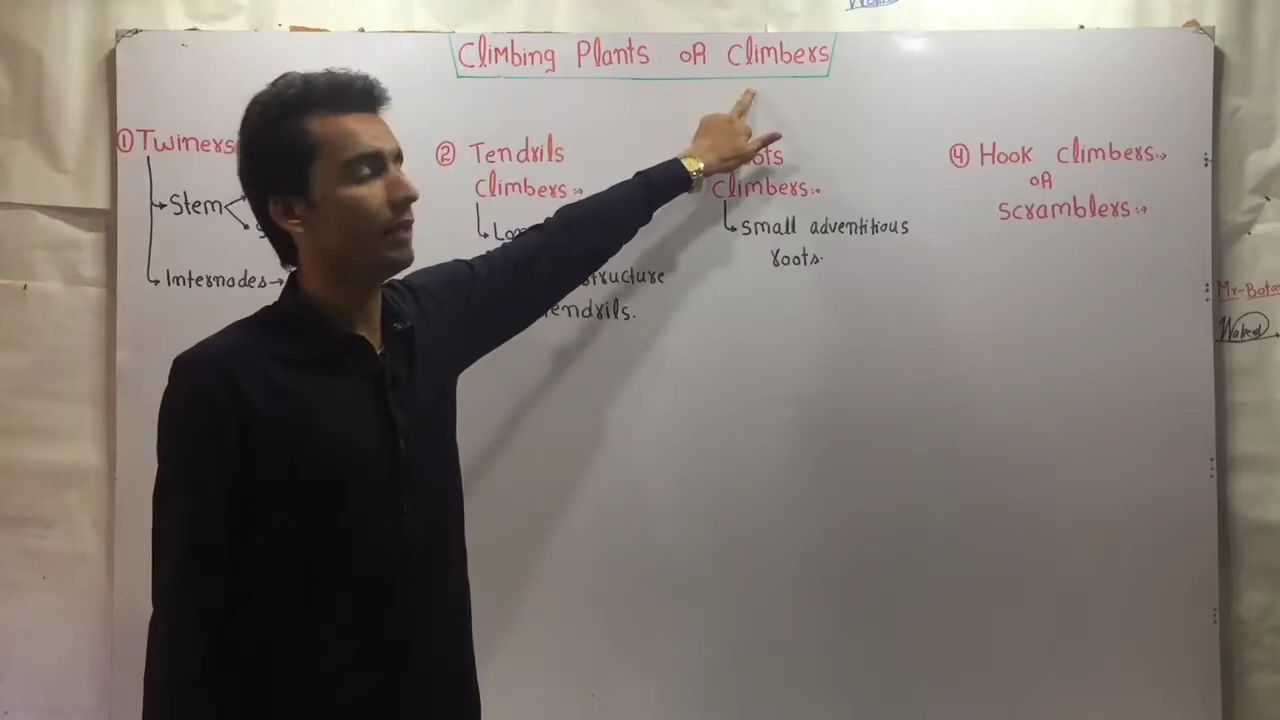 Climbing Plants OR Climbers
① Twiners
Stem
Internodes→
② Tendrils
Climbers:→
structure
tendrils.
Climbers:→
small adventitious
roots.
④ Hook Climbers:→
OR
Scramblers:→
Mr-Bota
Waleed